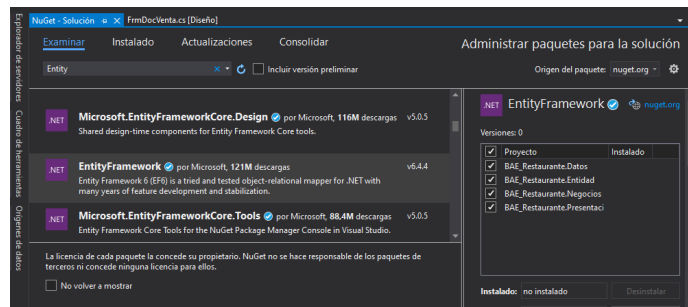 NuGet - Solución
FrmDocVenta.cs [Diseño]
Explorador de servidores
Cuadro de herramientas
Orígenes de datos
Examinar Instalado Actualizaciones Consolidar
Administrar paquetes para la solución
Entity
Incluir versión preliminar
Origen del paquete: nuget.org
.NET
Microsoft.EntityFrameworkCore.Design por Microsoft, 116M descargas v5.0.5
Shared design-time components for Entity Framework Core tools.
.NET
EntityFramework por Microsoft, 121M descargas v6.4.4
Entity Framework 6 (EF6) is a tried and tested object-relational mapper for .NET with
many years of feature development and stabilization.
.NET
Microsoft.EntityFrameworkCore.Tools por Microsoft, 88,4M descargas v5.0.5
Entity Framework Core Tools for the NuGet Package Manager Console in Visual Studio.
La licencia de cada paquete la concede su propietario. NuGet no se hace responsable de los paquetes de
terceros ni concede ninguna licencia para ellos.
No volver a mostrar
.NET
EntityFramework nuget.org
Versiones: 0
Proyecto Instalado
BAE_Restaurante.Datos
BAE_Restaurante.Entidad
BAE_Restaurante.Negocios
BAE_Restaurante.Presentaci
Instalado: no instalado Desinstalar